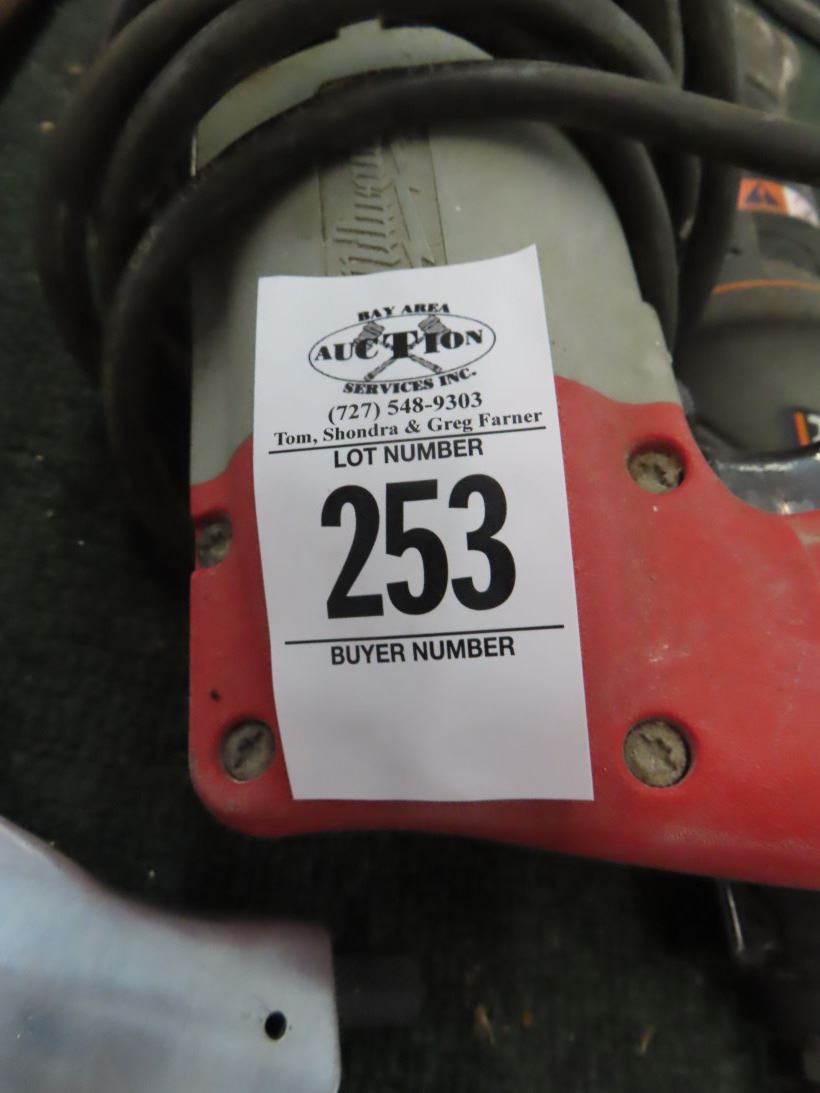 BAY AREA
AUCTION
SERVICES INC.
(727) 548-9303
Tom, Shondra & Greg Farner
LOT NUMBER
253
BUYER NUMBER